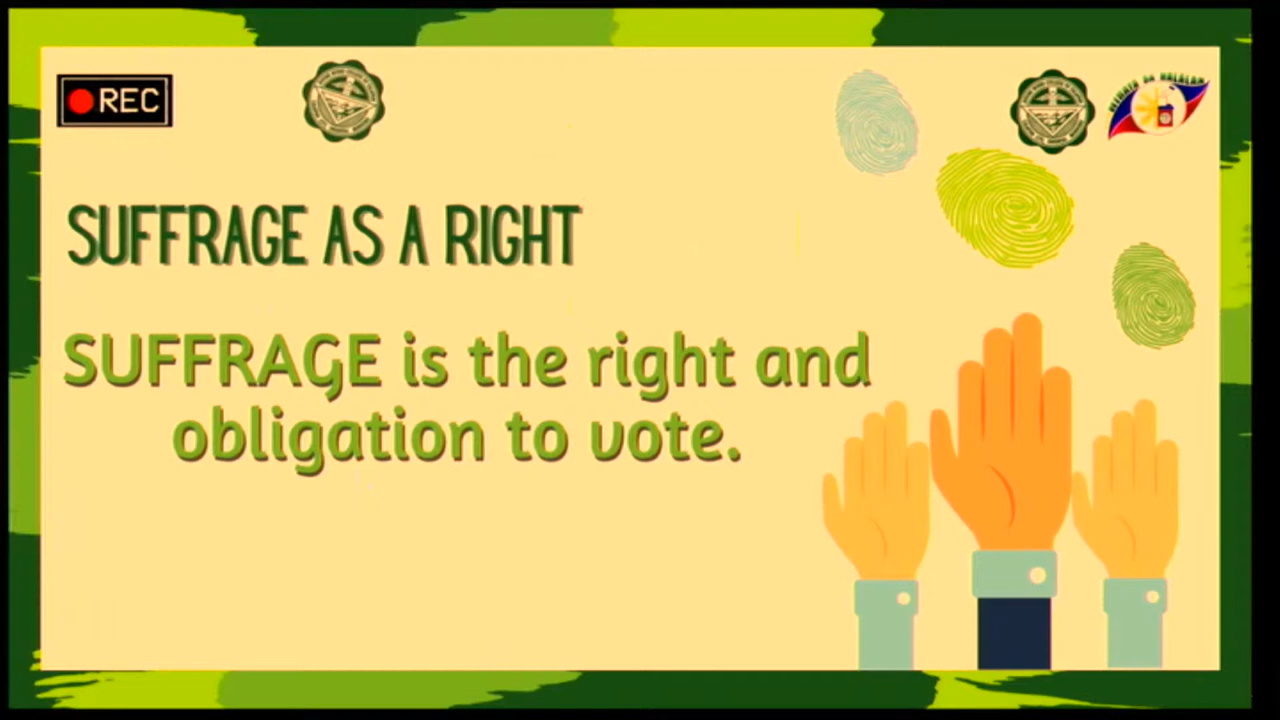 REC
SUFFRAGE AS A RIGHT
SUFFRAGE is the right and
obligation to vote.